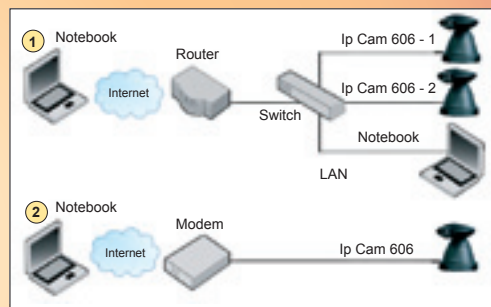 1 Notebook
Internet
Router
Switch
Ip Cam 606 - 1
Ip Cam 606 - 2
Notebook
LAN
2 Notebook
Internet
Modem
Ip Cam 606